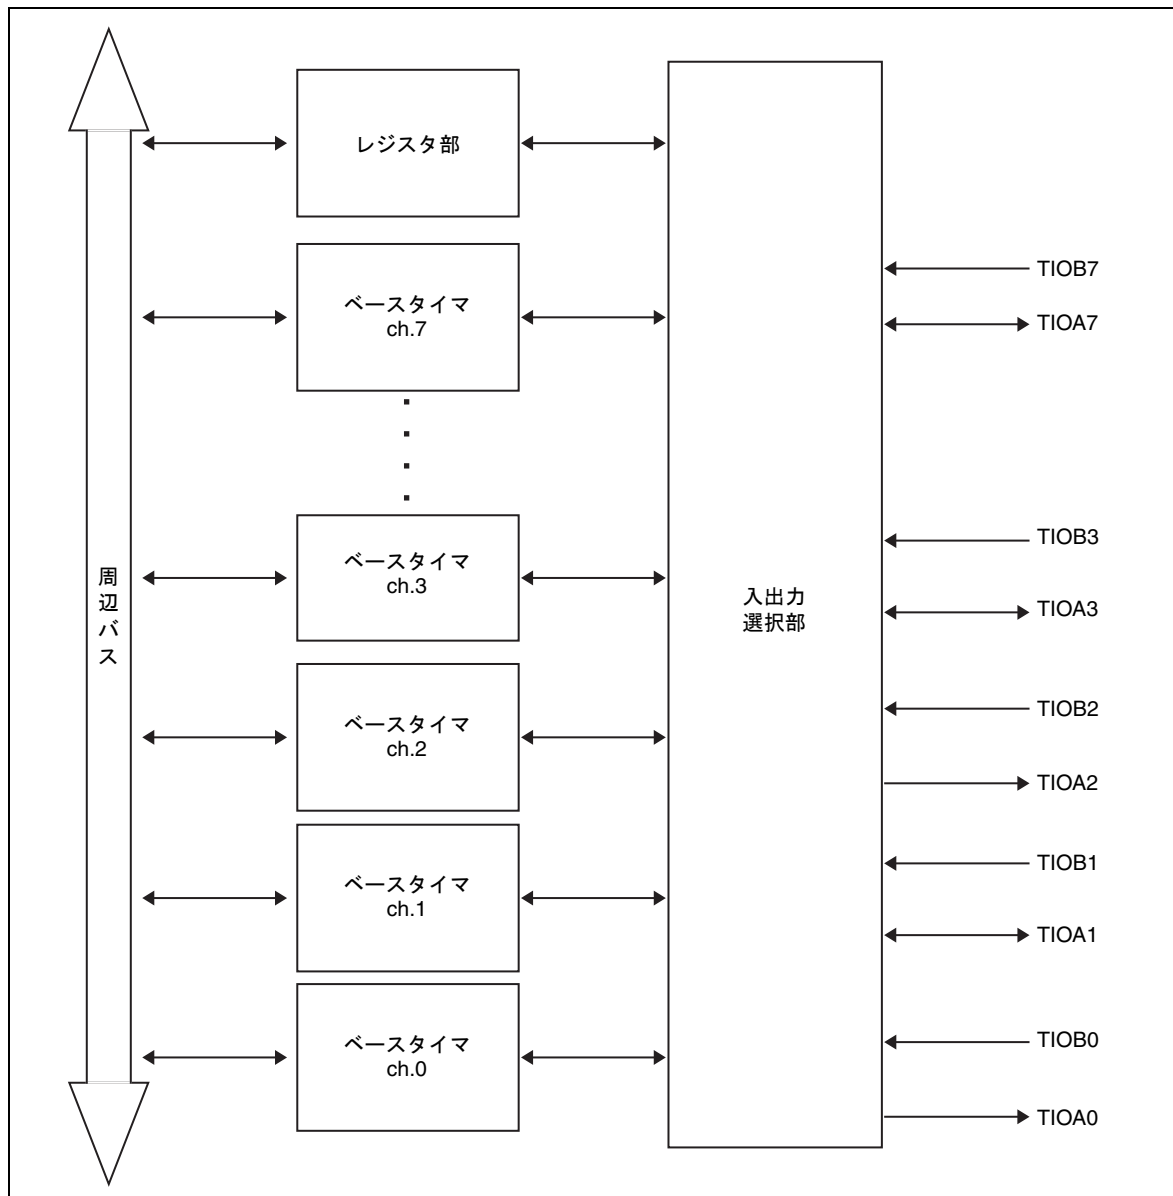 周辺バス
レジスタ部
ベースタイマ
ch.7
ベースタイマ
ch.3
ベースタイマ
ch.2
ベースタイマ
ch.1
ベースタイマ
ch.0
入出力
選択部
TIOB7
TIOA7
TIOB3
TIOA3
TIOB2
TIOA2
TIOB1
TIOA1
TIOB0
TIOA0